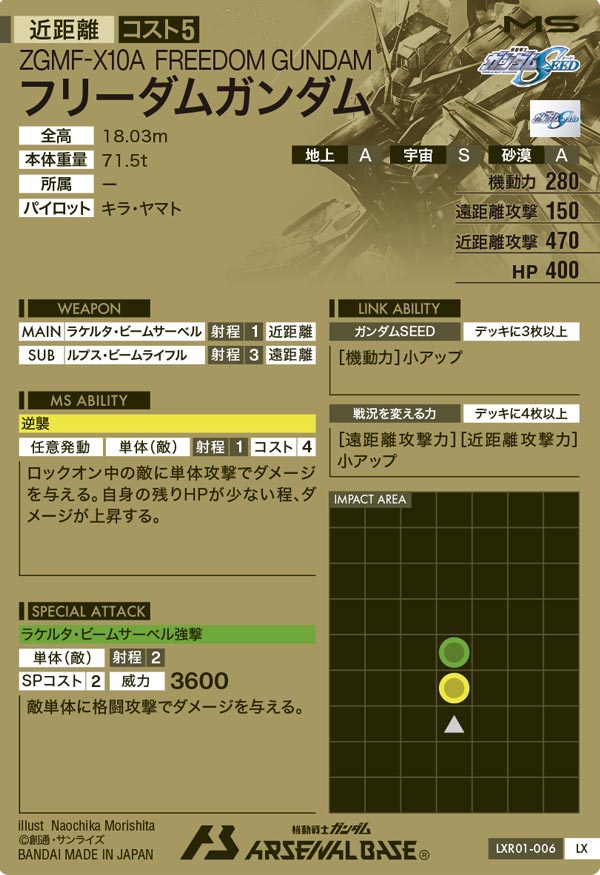 近距離 コスト5 MS
ZGMF-X10A FREEDOM GUNDAM
フリーダムガンダム
機動戦士 ガンダムSEED
全高 18.03m
本体重量 71.5t
所属 ー
パイロット キラ・ヤマト
地上 A 宇宙 S 砂漠 A
機動力 280
遠距離攻撃 150
近距離攻撃 470
HP 400
WEAPON
MAIN ラケルタ・ビームサーベル 射程 1 近距離
SUB ルプス・ビームライフル 射程 3 遠距離
MS ABILITY
逆襲
任意発動 単体(敵) 射程 1 コスト 4
ロックオン中の敵に単体攻撃でダメージ
を与える。自身の残りHPが少ない程、ダ
メージが上昇する。
SPECIAL ATTACK
ラケルタ・ビームサーベル強撃
単体(敵) 射程 2
SPコスト 2 威力 3600
敵単体に格闘攻撃でダメージを与える。
LINK ABILITY
ガンダムSEED デッキに3枚以上
[機動力]小アップ
戦況を変える力 デッキに4枚以上
[遠距離攻撃力][近距離攻撃力]
小アップ
IMPACT AREA
illust Naochika Morishita
©創通・サンライズ
BANDAI MADE IN JAPAN
機動戦士ガンダム
ARSENAL BASE®
LXR01-006 LX